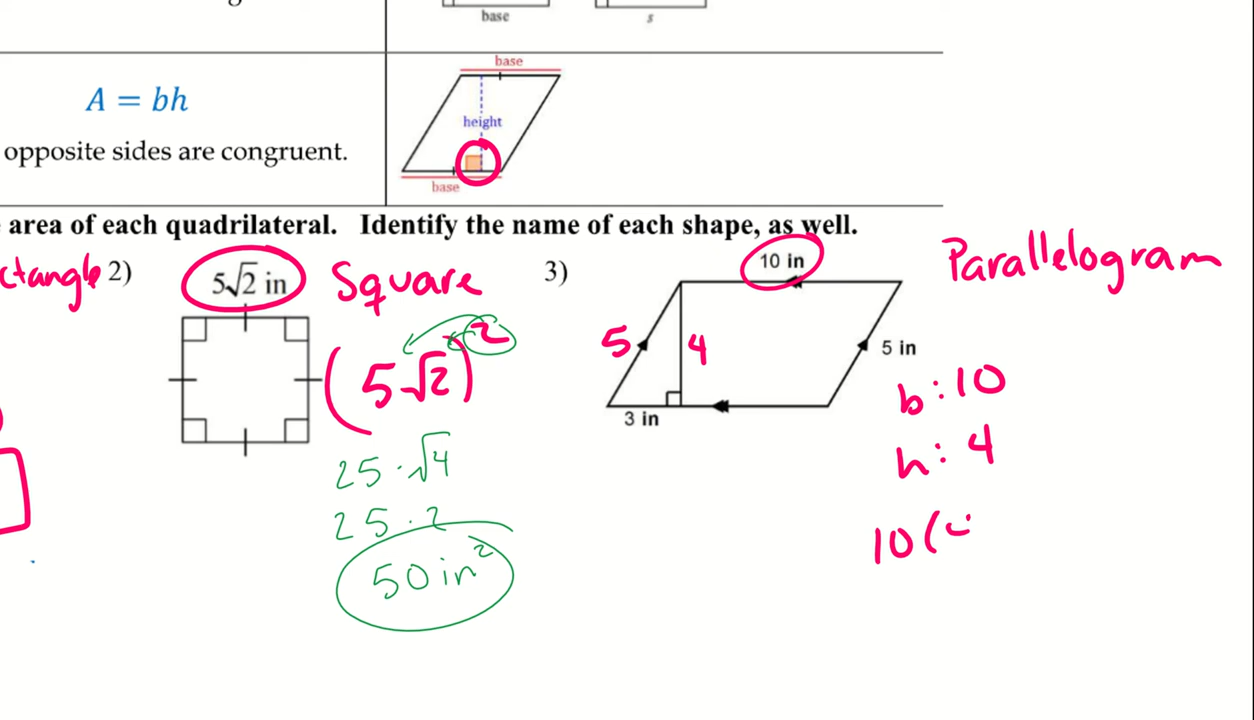 base
s
base
A = bh
height
opposite sides are congruent.
base
area of each quadrilateral. Identify the name of each shape, as well.
ctangle 2)
5√2 in
Square
3)
10 in
Parallelogram
(5√2)²
5
4
5 in
3 in
b: 10
h: 4
25 · √4
25 · 2
50 in²
10 (